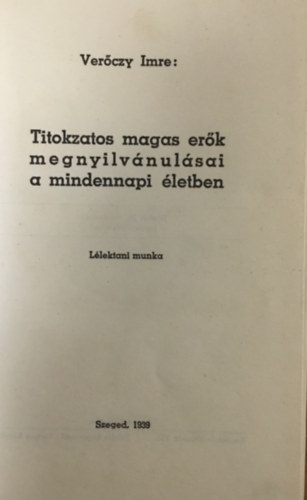 Verőczy Imre:
Titokzatos magas erők
megnyilvánulásai
a mindennapi életben
Lélektani munka
Szeged, 1939